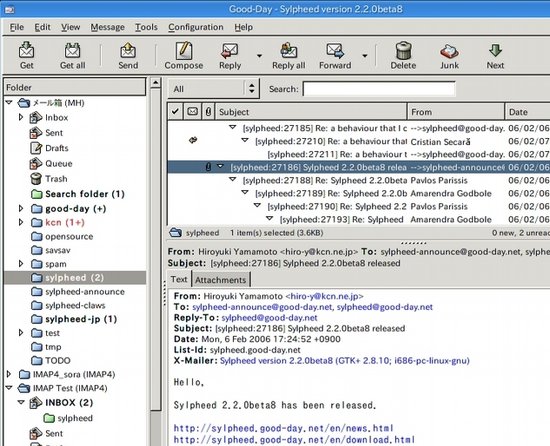 Good-Day - Sylpheed version 2.2.0beta8
File Edit View Message Tools Configuration Help
Get Get all Send Compose Reply Reply all Forward Delete Junk Next
Folder
メール箱 (MH)
Inbox
Sent
Drafts
Queue
Trash
Search folder (1)
good-day (+)
kcn (1+)
opensource
savsav
spam
sylpheed (2)
sylpheed-announce
sylpheed-claws
sylpheed-jp (1)
test
tmp
TODO
IMAP4_sora (IMAP4)
IMAP Test (IMAP4)
INBOX (2)
sylpheed
Sent
All Search:
Subject From Date
[sylpheed:27185] Re: a behaviour that I c -->sylpheed@good-day. 06/02/07
[sylpheed:27210] Re: a behaviour t Cristian Secară 06/02/07
[sylpheed:27211] Re: a behav -->sylpheed@good-day. 06/02/07
[sylpheed:27186] Sylpheed 2.2.0beta8 relea -->sylpheed-announce 06/02/06
[sylpheed:27188] Re: Sylpheed 2.2.0bet Pavlos Parissis 06/02/06
[sylpheed:27189] Re: Sylpheed 2.2.0 Amarendra Godbole 06/02/06
[sylpheed:27190] Re: Sylpheed 2.2 Pavlos Parissis 06/02/06
[sylpheed:27193] Re: Sylpheed Amarendra Godbole 06/02/06
sylpheed 1 item(s) selected (3.6KB) 0 new, 2 unread
From: Hiroyuki Yamamoto <hiro-y@kcn.ne.jp> To: sylpheed-announce@good-day.net, sylpheed@good
Subject: [sylpheed:27186] Sylpheed 2.2.0beta8 released
Text Attachments
From: Hiroyuki Yamamoto <hiro-y@kcn.ne.jp>
To: sylpheed-announce@good-day.net, sylpheed@good-day.net
Reply-To: sylpheed@good-day.net
Subject: [sylpheed:27186] Sylpheed 2.2.0beta8 released
Date: Mon, 6 Feb 2006 17:24:52 +0900
List-Id: sylpheed.good-day.net
X-Mailer: Sylpheed version 2.2.0beta8 (GTK+ 2.8.10; i686-pc-linux-gnu)
Hello,
Sylpheed 2.2.0beta8 has been released.
http://sylpheed.good-day.net/en/news.html
http://sylpheed.good-day.net/en/download.html